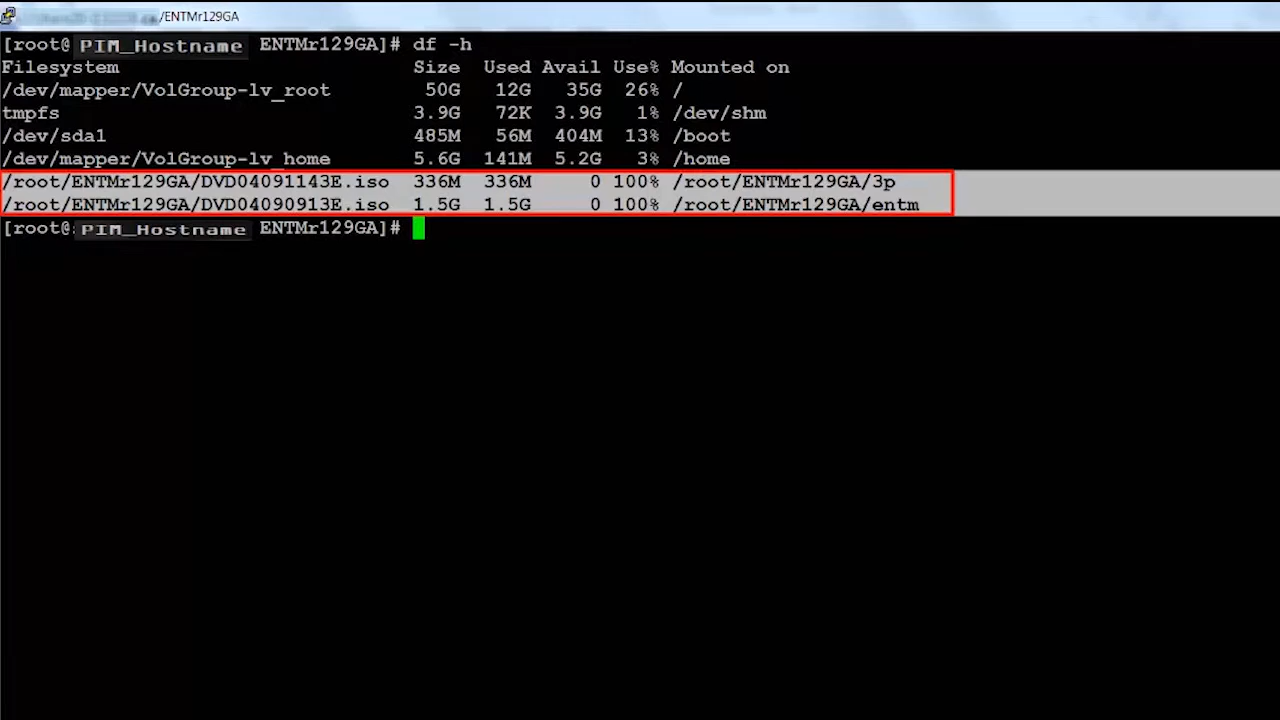 /ENTMr129GA
[root@ PIM_Hostname ENTMr129GA]# df -h
Filesystem Size Used Avail Use% Mounted on
/dev/mapper/VolGroup-lv_root 50G 12G 35G 26% /
tmpfs 3.9G 72K 3.9G 1% /dev/shm
/dev/sda1 485M 56M 404M 13% /boot
/dev/mapper/VolGroup-lv_home 5.6G 141M 5.2G 3% /home
/root/ENTMr129GA/DVD04091143E.iso 336M 336M 0 100% /root/ENTMr129GA/3p
/root/ENTMr129GA/DVD04090913E.iso 1.5G 1.5G 0 100% /root/ENTMr129GA/entm
[root@ PIM_Hostname ENTMr129GA]#